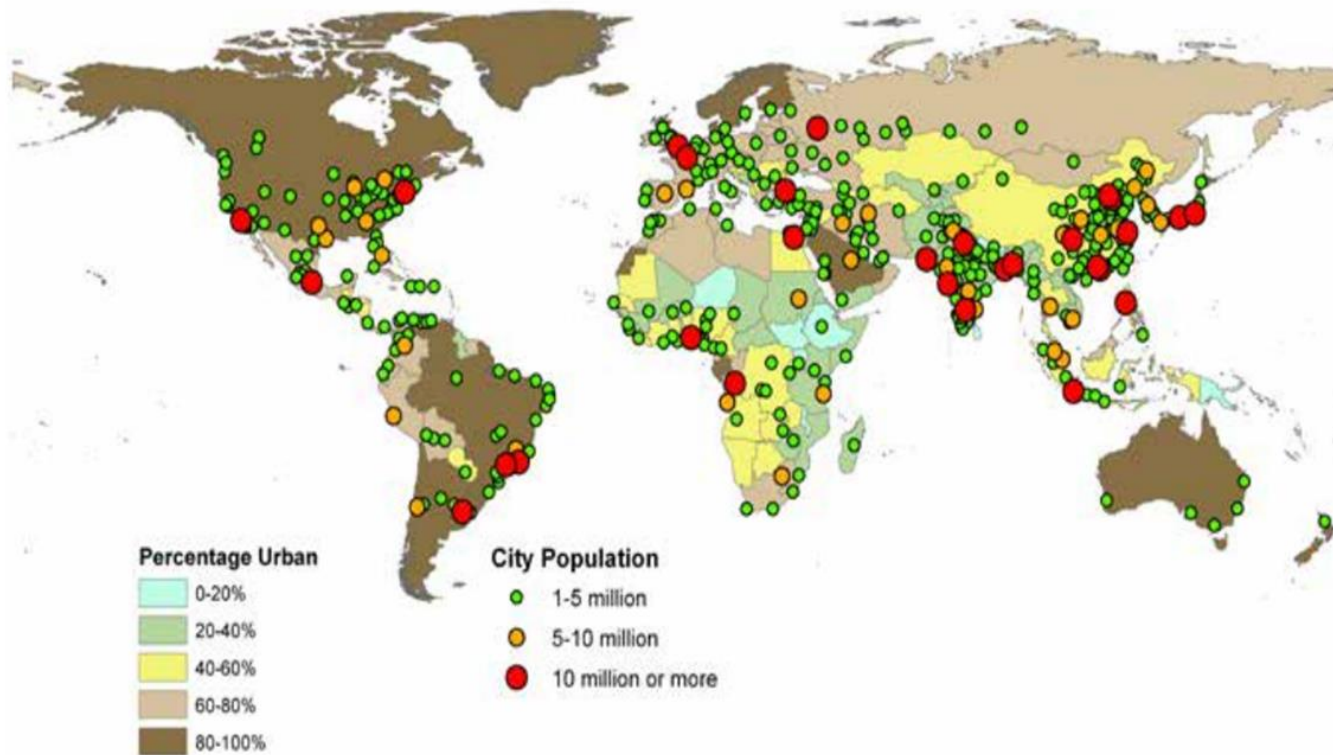 Percentage Urban
0-20%
20-40%
40-60%
60-80%
80-100%
City Population
1-5 million
5-10 million
10 million or more